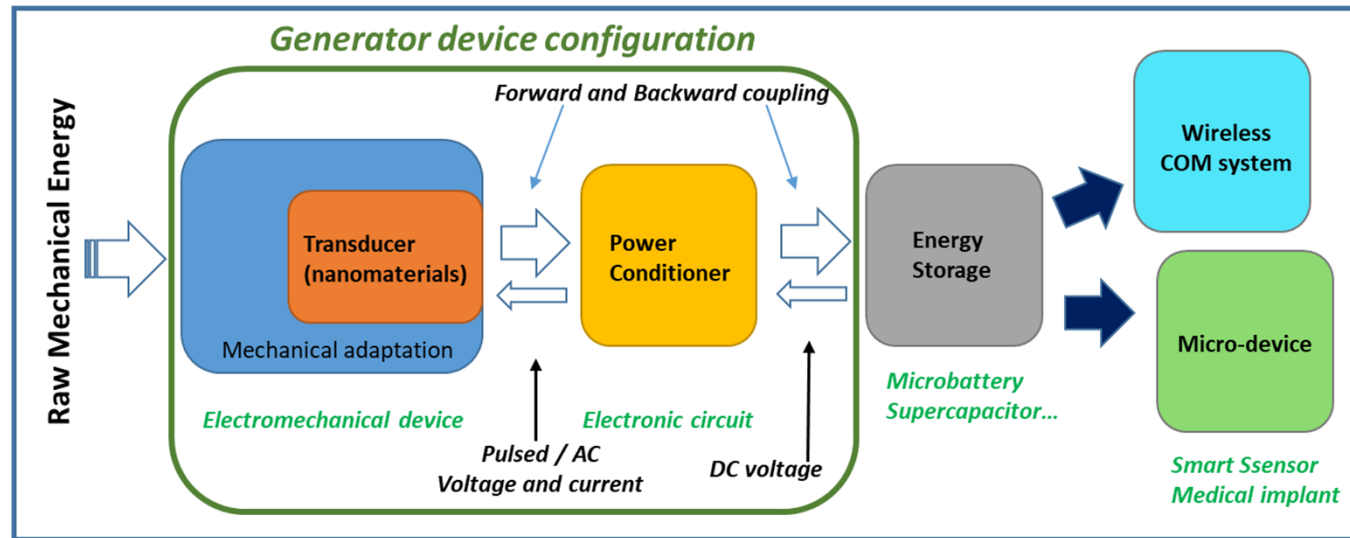 Generator device configuration
Raw Mechanical Energy
Forward and Backward coupling
Transducer
(nanomaterials)
Mechanical adaptation
Electromechanical device
Pulsed / AC
Voltage and current
Power
Conditioner
Electronic circuit
DC voltage
Energy
Storage
Microbattery
Supercapacitor...
Wireless
COM system
Micro-device
Smart Ssensor
Medical implant